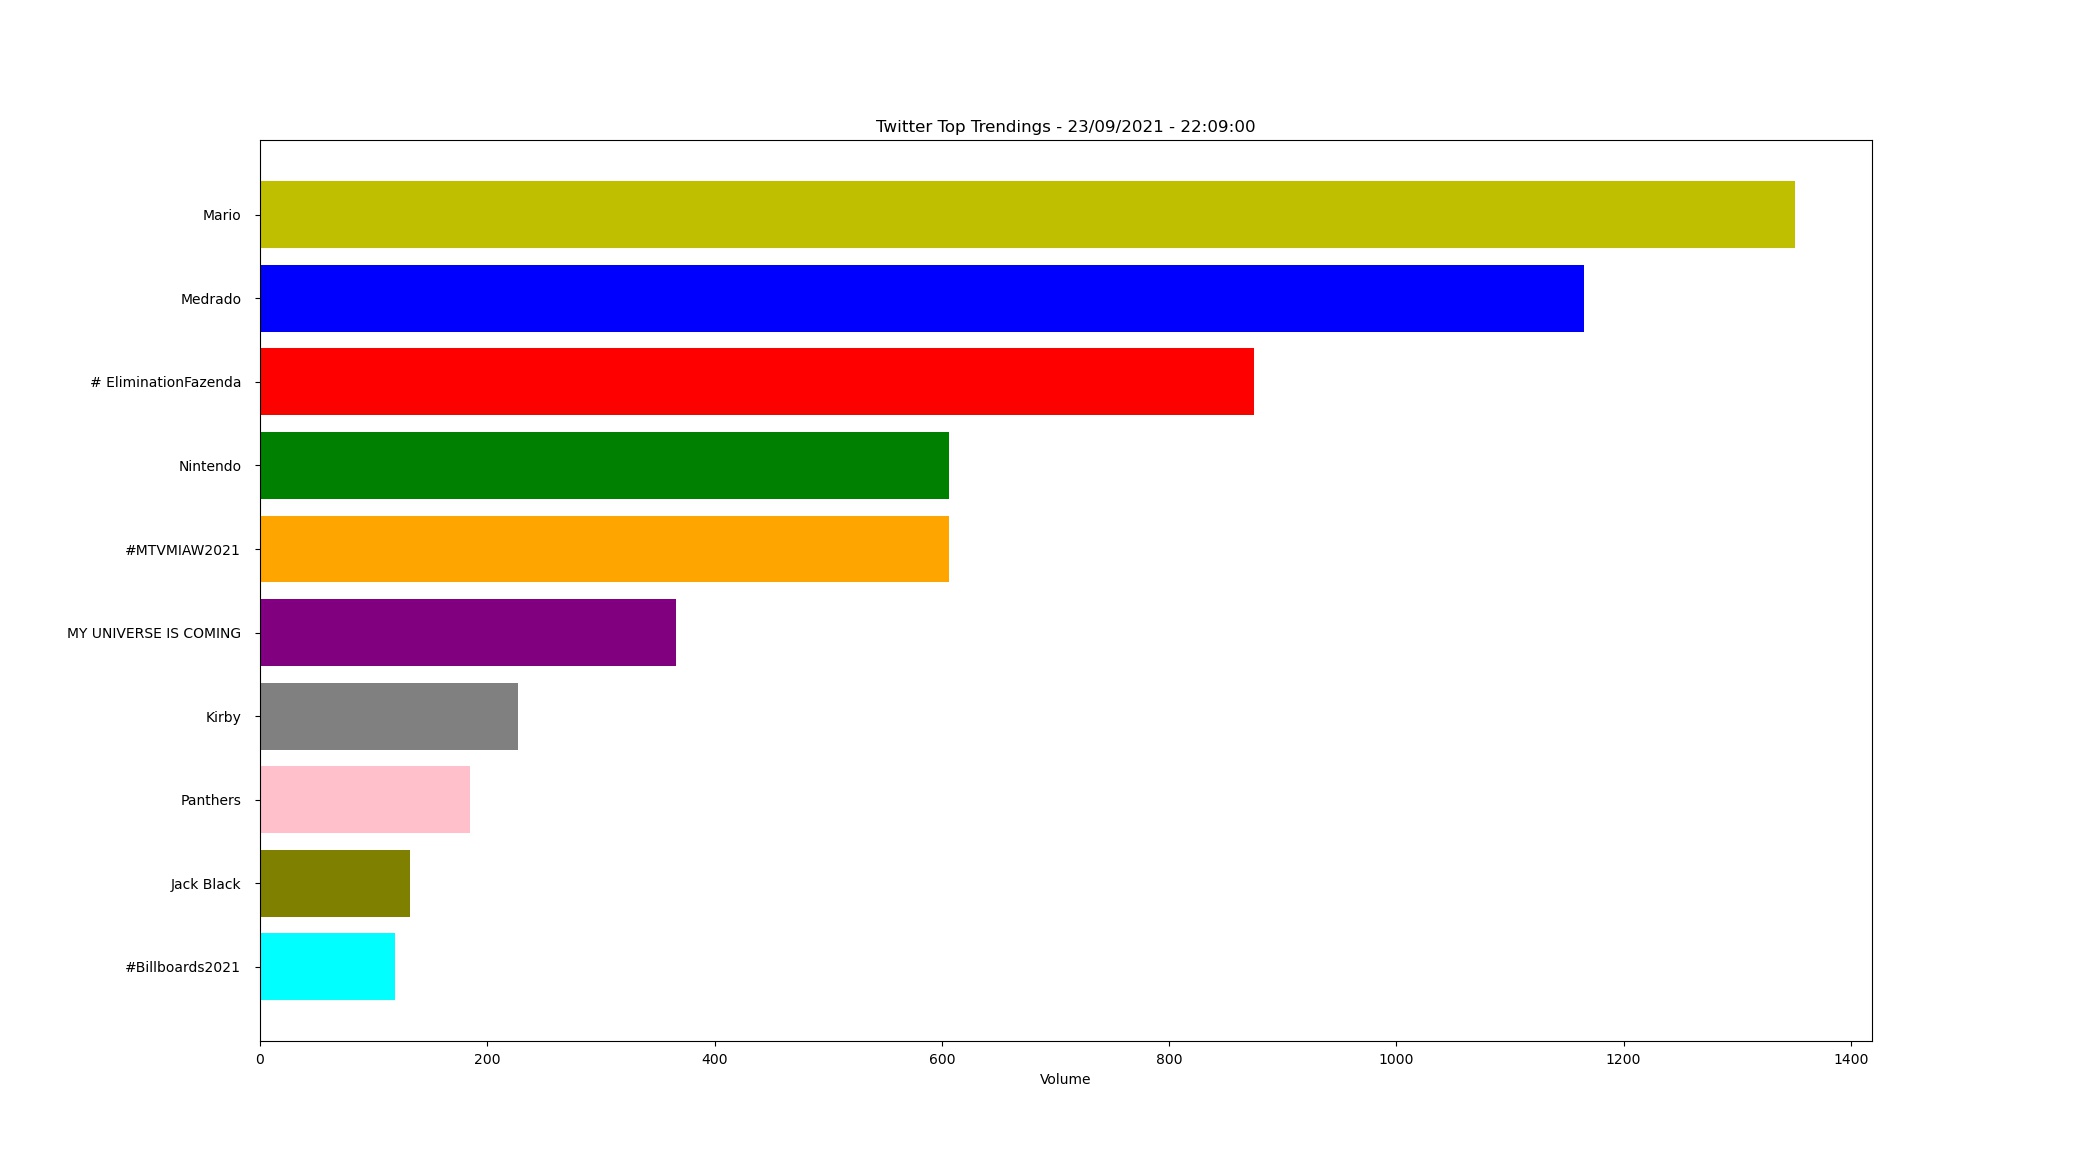 Twitter Top Trendings - 23/09/2021 - 22:09:00
Mario
Medrado
# EliminationFazenda
Nintendo
#MTVMIAW2021
MY UNIVERSE IS COMING
Kirby
Panthers
Jack Black
#Billboards2021
0 200 400 600 800 1000 1200 1400
Volume